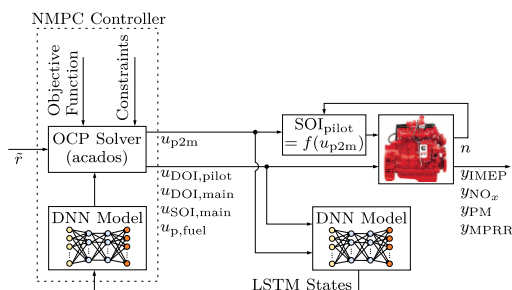 NMPC Controller
Objective
Function
Constraints
OCP Solver
(acados)
r̃
u_p2m
SOI_pilot
= f(u_p2m)
n
u_DOI,pilot
u_DOI,main
u_SOI,main
u_p,fuel
y_IMEP
y_NO_x
y_PM
y_MPRR
DNN Model
DNN Model
LSTM States